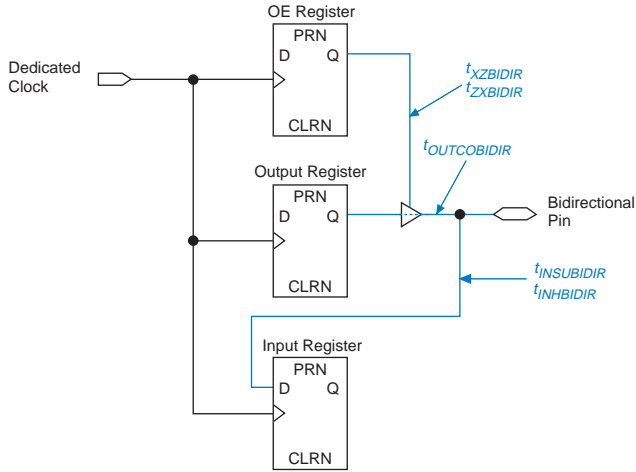 OE Register
PRN
D Q
CLRN
Dedicated
Clock
tXZBIDIR
tZXBIDIR
tOUTCOBIDIR
Output Register
PRN
D Q
CLRN
Bidirectional
Pin
tINSUBIDIR
tINHBIDIR
Input Register
PRN
D Q
CLRN